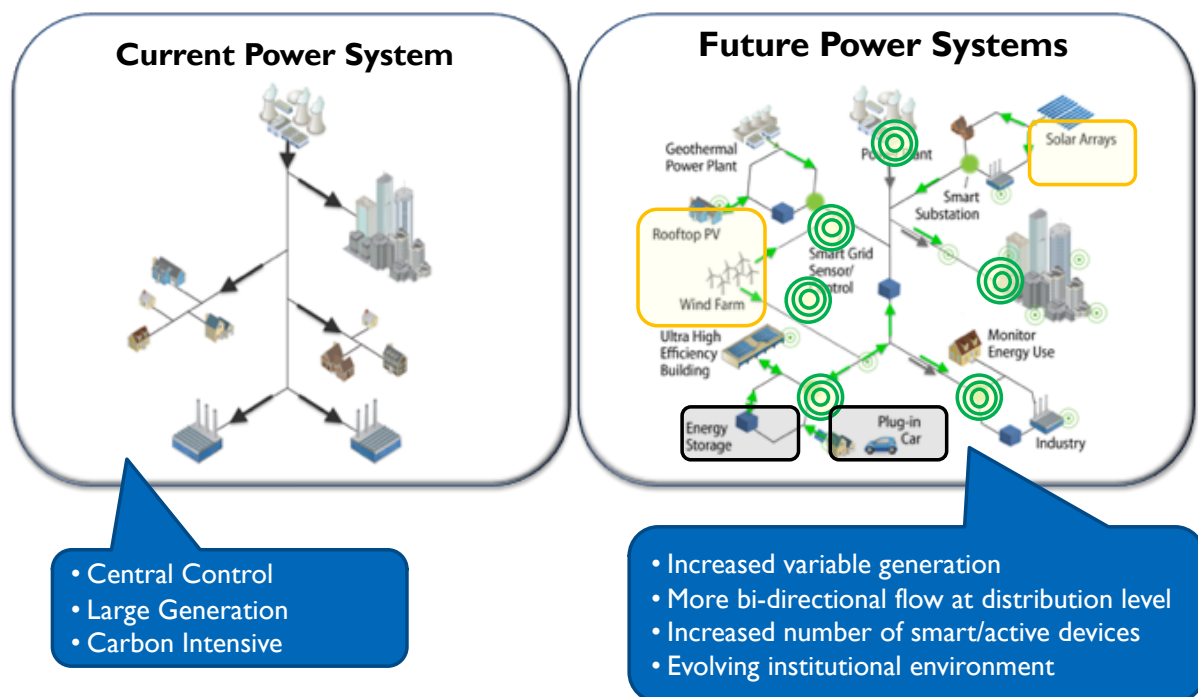 Current Power System
Future Power Systems
Geothermal
Power Plant
Solar Arrays
Smart
Substation
Rooftop PV
Smart Grid
Sensor/
Wind Farm
Ultra High
Efficiency
Building
Monitor
Energy Use
Energy
Storage
Plug-in
Car
Industry
• Central Control
• Large Generation
• Carbon Intensive
• Increased variable generation
• More bi-directional flow at distribution level
• Increased number of smart/active devices
• Evolving institutional environment